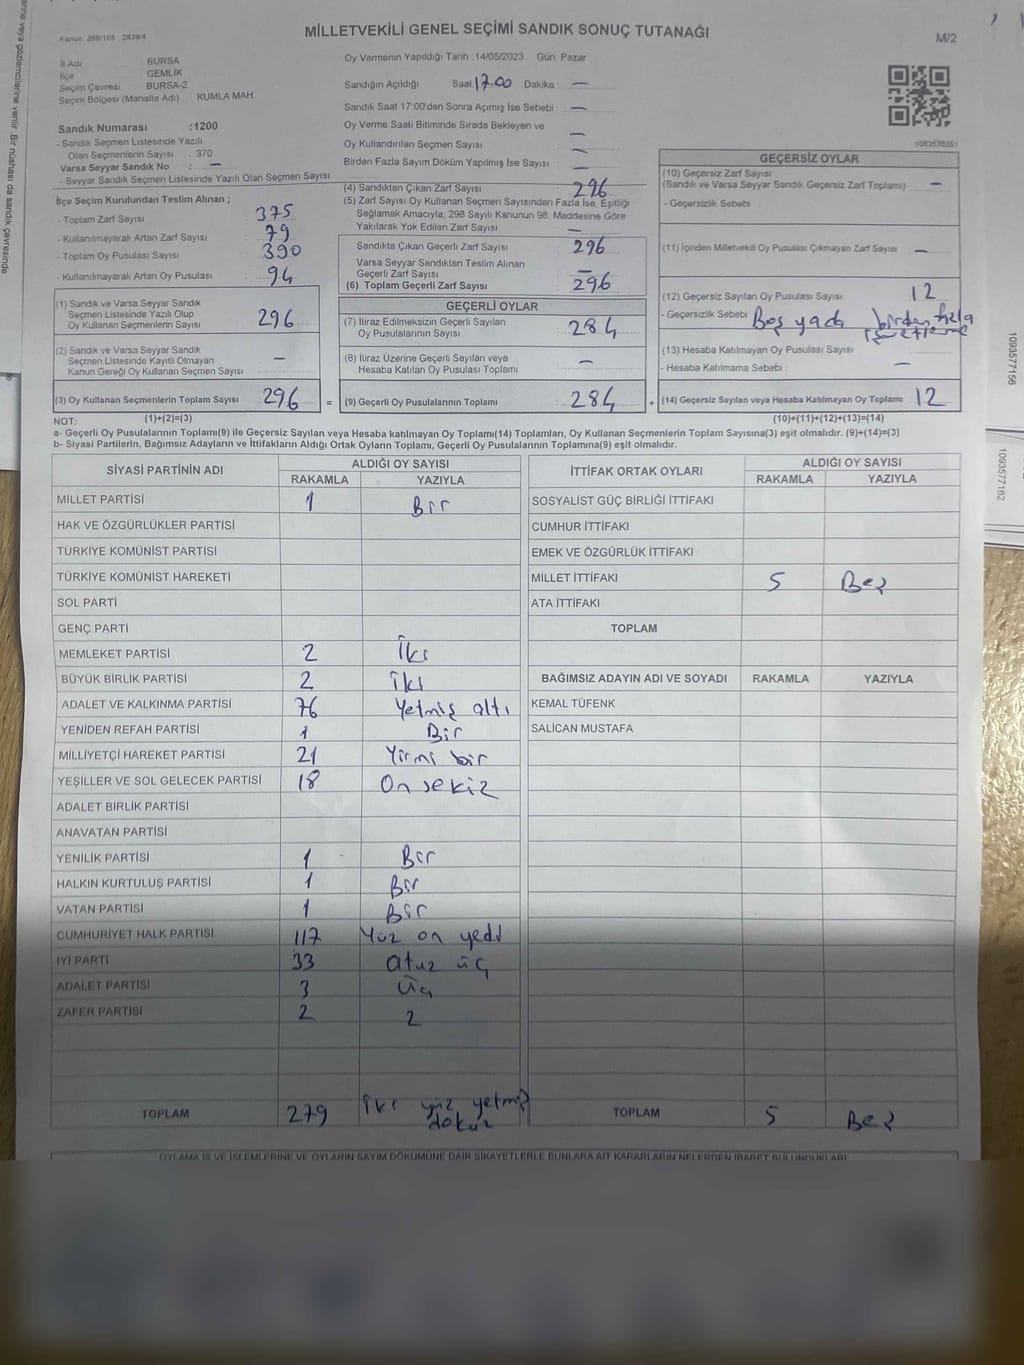 MİLLETVEKİLİ GENEL SEÇİMİ SANDIK SONUÇ TUTANAĞI
M/2
İl Adı : BURSA
İlçe GEMLİK
Seçim Çevresi BURSA-2
Seçim Bölgesi (Mahalle Adı) : KUMLA MAH.
Oy Vermenin Yapıldığı Tarih : 14/05/2023 Gün: Pazar
Sandığın Açıldığı Saat 17.00 Dakika : —
Sandık Saat 17:00'den Sonra Açımış İse Sebebi : —
Oy Verme Saati Bitiminde Sırada Bekleyen ve
Oy Kullandırılan Seçmen Sayısı —
Birden Fazla Sayım Döküm Yapılmış İse Sayısı —
Sandık Numarası :1200
- Sandık Seçmen Listesinde Yazılı
Olan Seçmenlerin Sayısı : 370
Varsa Seyyar Sandık No : —
- Seyyar Sandık Seçmen Listesinde Yazılı Olan Seçmen Sayısı
İlçe Seçim Kurulundan Teslim Alınan ;
- Toplam Zarf Sayısı 375
- Kullanılmayarak Artan Zarf Sayısı 79
- Toplam Oy Pusulası Sayısı 390
- Kullanılmayarak Artan Oy Pusulası 94
(1) Sandık ve Varsa Seyyar Sandık
Seçmen Listesinde Yazılı Olup
Oy Kullanan Seçmenlerin Sayısı 296
(2) Sandık ve Varsa Seyyar Sandık
Seçmen Listesinde Kayıtlı Olmayan
Kanun Gereği Oy Kullanan Seçmen Sayısı —
(3) Oy Kullanan Seçmenlerin Toplam Sayısı 296 =
(4) Sandıktan Çıkan Zarf Sayısı 296
(5) Zarf Sayısı Oy Kullanan Seçmen Sayısından Fazla İse, Eşitliği
Sağlamak Amacıyla; 298 Sayılı Kanunun 98. Maddesine Göre
Yakılarak Yok Edilen Zarf Sayısı —
Sandıkta Çıkan Geçerli Zarf Sayısı 296
Varsa Seyyar Sandıktan Teslim Alınan
Geçerli Zarf Sayısı —
(6) Toplam Geçerli Zarf Sayısı 296
GEÇERLİ OYLAR
(7) İtiraz Edilmeksizin Geçerli Sayılan
Oy Pusulalarının Sayısı 284
(8) İtiraz Üzerine Geçerli Sayılan veya
Hesaba Katılan Oy Pusulası Toplamı —
(9) Geçerli Oy Pusulalarının Toplamı 284 +
1082578351
GEÇERSİZ OYLAR
(10) Geçersiz Zarf Sayısı
(Sandık ve Varsa Seyyar Sandık Geçersiz Zarf Toplamı) —
- Geçersizlik Sebebi
(11) İçinden Milletvekili Oy Pusulası Çıkmayan Zarf Sayısı —
(12) Geçersiz Sayılan Oy Pusulası Sayısı 12
- Geçersizlik Sebebi Boş yada birden fazla
işaretleme
(13) Hesaba Katılmayan Oy Pusulası Sayısı
- Hesaba Katılmama Sebebi : —
(14) Geçersiz Sayılan veya Hesaba Katılmayan Oy Toplamı 12
NOT: (1)+(2)=(3) (10)+(11)+(12)+(13)=(14)
a- Geçerli Oy Pusulalarının Toplamı(9) ile Geçersiz Sayılan veya Hesaba katılmayan Oy Toplamı(14) Toplamları, Oy Kullanan Seçmenlerin Toplam Sayısına(3) eşit olmalıdır. (9)+(14)=(3)
b- Siyasi Partilerin, Bağımsız Adayların ve İttifakların Aldığı Oyların Toplamı, Geçerli Oy Pusulalarının Toplamına(9) eşit olmalıdır.
SİYASİ PARTİNİN ADI ALDIĞI OY SAYISI
RAKAMLA YAZIYLA
MİLLET PARTİSİ 1 Bir
HAK VE ÖZGÜRLÜKLER PARTİSİ
TÜRKİYE KOMÜNİST PARTİSİ
TÜRKİYE KOMÜNİST HAREKETİ
SOL PARTİ
GENÇ PARTİ
MEMLEKET PARTİSİ 2 İki
BÜYÜK BİRLİK PARTİSİ 2 İki
ADALET VE KALKINMA PARTİSİ 76 Yetmiş altı
YENİDEN REFAH PARTİSİ 1 Bir
MİLLİYETÇİ HAREKET PARTİSİ 21 Yirmi bir
YEŞİLLER VE SOL GELECEK PARTİSİ 18 On sekiz
ADALET BİRLİK PARTİSİ
ANAVATAN PARTİSİ
YENİLİK PARTİSİ 1 Bir
HALKIN KURTULUŞ PARTİSİ 1 Bir
VATAN PARTİSİ 1 Bir
CUMHURİYET HALK PARTİSİ 117 Yüz on yedi
İYİ PARTİ 33 otuz üç
ADALET PARTİSİ 3 Üç
ZAFER PARTİSİ 2 2
TOPLAM 279 İki yüz yetmiş
dokuz
İTTİFAK ORTAK OYLARI ALDIĞI OY SAYISI
RAKAMLA YAZIYLA
SOSYALİST GÜÇ BİRLİĞİ İTTİFAKI
CUMHUR İTTİFAKI
EMEK VE ÖZGÜRLÜK İTTİFAKI
MİLLET İTTİFAKI 5 Beş
ATA İTTİFAKI
TOPLAM
BAĞIMSIZ ADAYIN ADI VE SOYADI RAKAMLA YAZIYLA
KEMAL TÜFENK
SALİCAN MUSTAFA
TOPLAM 5 Beş
OYLAMA İŞ VE İŞLEMLERİNE VE OYLARIN SAYIM DÖKÜMÜNE DAİR ŞİKAYETLERLE BUNLARA AİT KARARLARIN NELERDEN İBARET BULUNDUKLARI
1093577156
1093577162